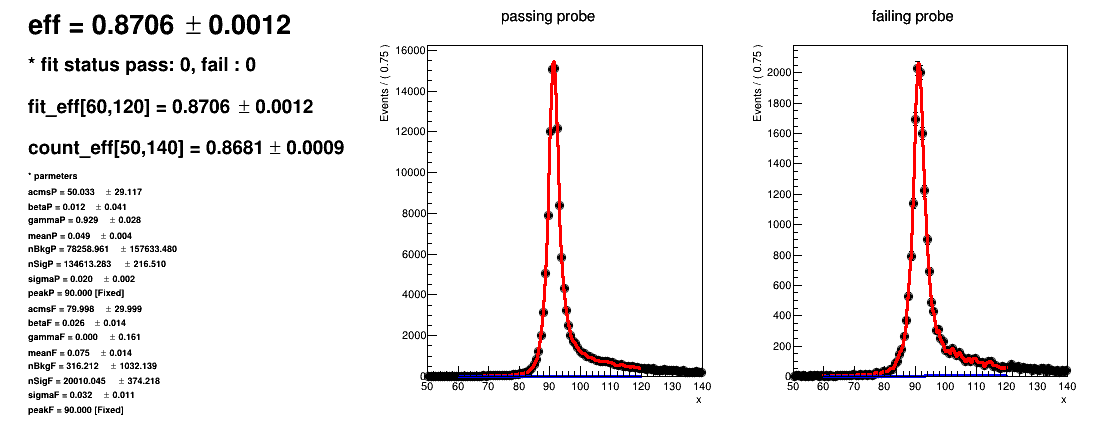 eff = 0.8706 ± 0.0012
* fit status pass: 0, fail : 0
fit_eff[60,120] = 0.8706 ± 0.0012
count_eff[50,140] = 0.8681 ± 0.0009
* parmeters
acmsP = 50.033 ± 29.117
betaP = 0.012 ± 0.041
gammaP = 0.929 ± 0.028
meanP = 0.049 ± 0.004
nBkgP = 78258.961 ± 157633.480
nSigP = 134613.283 ± 216.510
sigmaP = 0.020 ± 0.002
peakP = 90.000 [Fixed]
acmsF = 79.998 ± 29.999
betaF = 0.026 ± 0.014
gammaF = 0.000 ± 0.161
meanF = 0.075 ± 0.014
nBkgF = 316.212 ± 1032.139
nSigF = 20010.045 ± 374.218
sigmaF = 0.032 ± 0.011
peakF = 90.000 [Fixed]
passing probe
Events / ( 0.75 )
16000
14000
12000
10000
8000
6000
4000
2000
0
50 60 70 80 90 100 110 120 130 140
x
failing probe
Events / ( 0.75 )
2000
1800
1600
1400
1200
1000
800
600
400
200
0
50 60 70 80 90 100 110 120 130 140
x